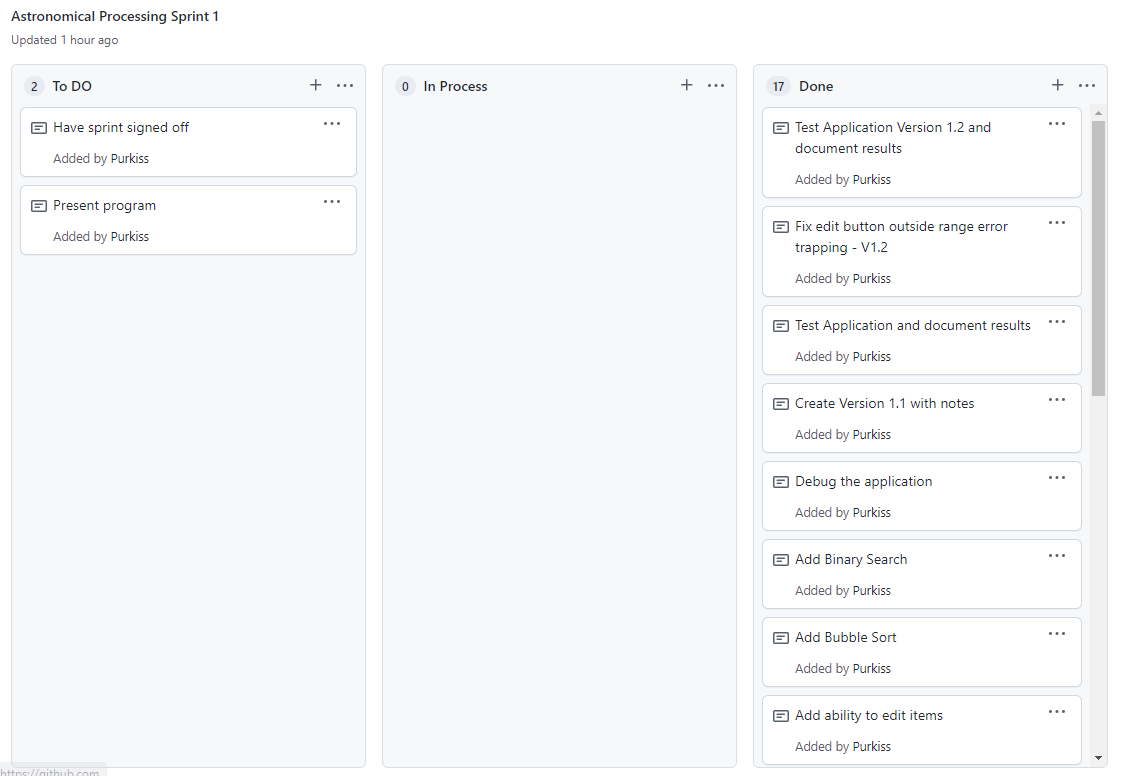 Astronomical Processing Sprint 1
Updated 1 hour ago
2 To DO
Have sprint signed off
Added by Purkiss
Present program
Added by Purkiss
0 In Process
17 Done
Test Application Version 1.2 and
document results
Added by Purkiss
Fix edit button outside range error
trapping - V1.2
Added by Purkiss
Test Application and document results
Added by Purkiss
Create Version 1.1 with notes
Added by Purkiss
Debug the application
Added by Purkiss
Add Binary Search
Added by Purkiss
Add Bubble Sort
Added by Purkiss
Add ability to edit items
Added by Purkiss
https://github.com